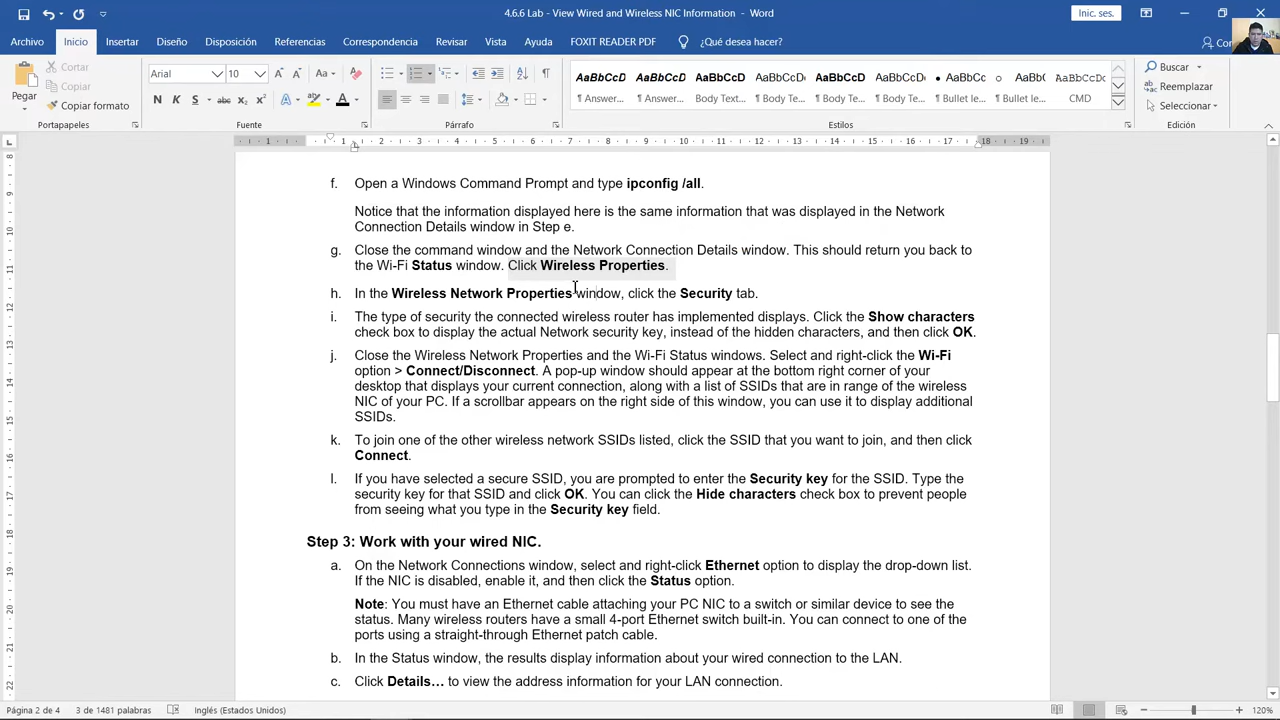 4.6.6 Lab - View Wired and Wireless NIC Information - Word
Inic. ses.
Archivo Inicio Insertar Diseño Disposición Referencias Correspondencia Revisar Vista Ayuda FOXIT READER PDF ¿Qué desea hacer?
Pegar
Cortar
Copiar
Copiar formato
Portapapeles
Arial 10
N K S abc x₂ x²
Fuente
Párrafo
AaBbCcD AaBbCcD AaBbCcD AaBbCcD AaBbCcD AaBbCcD AaBbCc AaBbC AaBbCcD
¶ Answer... ¶ Answer... Body Text... Body Tex... ¶ Body Te... ¶ Body Te... ¶ Bullet le... ¶ Bullet le... CMD
Estilos
Buscar
Reemplazar
Seleccionar
Edición
f. Open a Windows Command Prompt and type ipconfig /all.
Notice that the information displayed here is the same information that was displayed in the Network
Connection Details window in Step e.
g. Close the command window and the Network Connection Details window. This should return you back to
the Wi-Fi Status window. Click Wireless Properties.
h. In the Wireless Network Properties window, click the Security tab.
i. The type of security the connected wireless router has implemented displays. Click the Show characters
check box to display the actual Network security key, instead of the hidden characters, and then click OK.
j. Close the Wireless Network Properties and the Wi-Fi Status windows. Select and right-click the Wi-Fi
option > Connect/Disconnect. A pop-up window should appear at the bottom right corner of your
desktop that displays your current connection, along with a list of SSIDs that are in range of the wireless
NIC of your PC. If a scrollbar appears on the right side of this window, you can use it to display additional
SSIDs.
k. To join one of the other wireless network SSIDs listed, click the SSID that you want to join, and then click
Connect.
l. If you have selected a secure SSID, you are prompted to enter the Security key for the SSID. Type the
security key for that SSID and click OK. You can click the Hide characters check box to prevent people
from seeing what you type in the Security key field.
Step 3: Work with your wired NIC.
a. On the Network Connections window, select and right-click Ethernet option to display the drop-down list.
If the NIC is disabled, enable it, and then click the Status option.
Note: You must have an Ethernet cable attaching your PC NIC to a switch or similar device to see the
status. Many wireless routers have a small 4-port Ethernet switch built-in. You can connect to one of the
ports using a straight-through Ethernet patch cable.
b. In the Status window, the results display information about your wired connection to the LAN.
c. Click Details… to view the address information for your LAN connection.
Página 2 de 4 3 de 1481 palabras Inglés (Estados Unidos) 120%